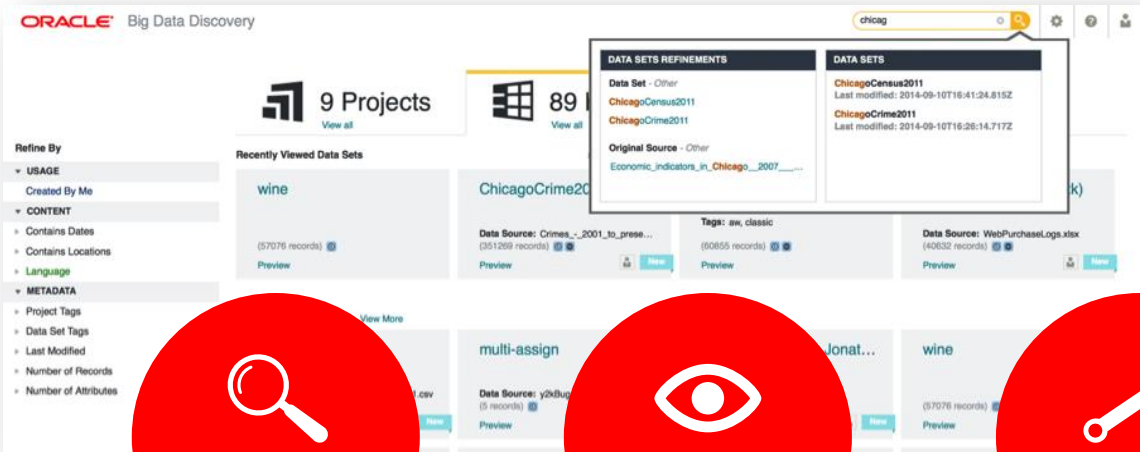 ORACLE® Big Data Discovery
chicag
DATA SETS REFINEMENTS
Data Set - Other
ChicagoCensus2011
ChicagoCrime2011
Original Source - Other
Economic_indicators_in_Chicago__2007___...
DATA SETS
ChicagoCensus2011
Last modified: 2014-09-10T16:41:24.815Z
ChicagoCrime2011
Last modified: 2014-09-10T16:26:14.717Z
9 Projects
View all
89
View all
Refine By
USAGE
Created By Me
CONTENT
Contains Dates
Contains Locations
Language
METADATA
Project Tags
Data Set Tags
Last Modified
Number of Records
Number of Attributes
Recently Viewed Data Sets
wine
(57076 records)
Preview
ChicagoCrime20
Data Source: Crimes_-_2001_to_prese...
(351269 records)
Preview
New
Tags: aw, classic
(60855 records)
Preview
k)
Data Source: WebPurchaseLogs.xlsx
(40632 records)
Preview
New
View More
1.csv
New
multi-assign
Data Source: y2kBug
(5 records)
Preview
Jonat...
New
wine
(57076 records)
Preview